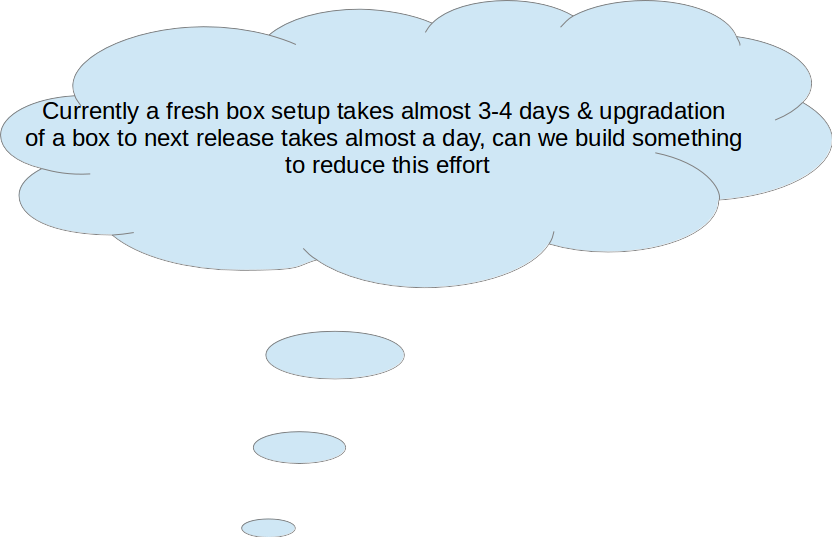 Currently a fresh box setup takes almost 3-4 days & upgradation
of a box to next release takes almost a day, can we build something
to reduce this effort